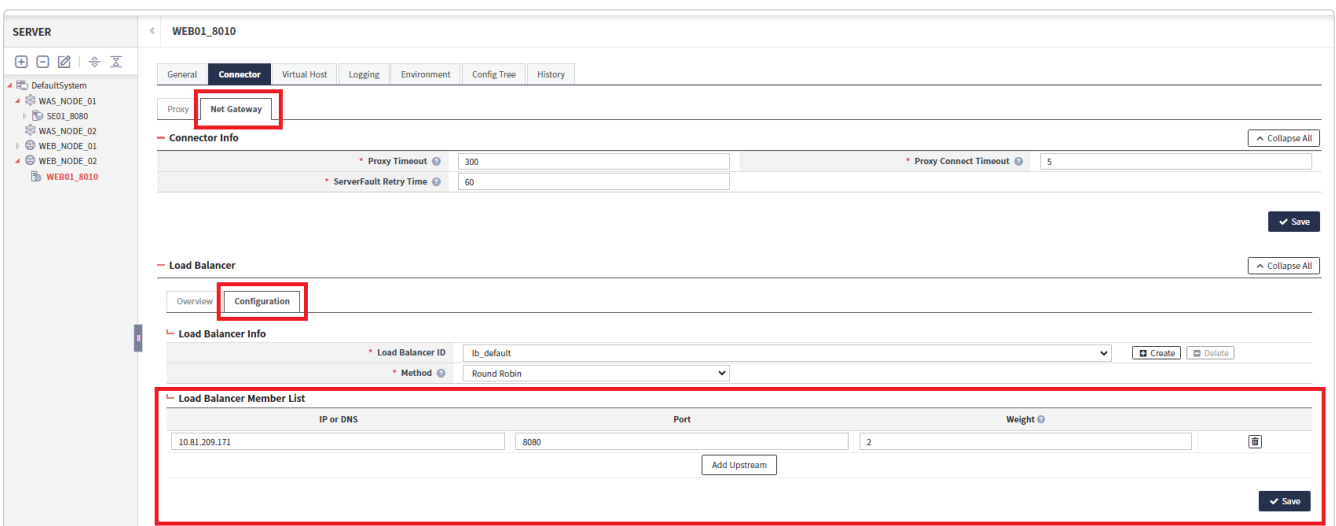 SERVER
WEB01_8010
DefaultSystem
WAS_NODE_01
SE01_8080
WAS_NODE_02
WEB_NODE_01
WEB_NODE_02
WEB01_8010
General Connector Virtual Host Logging Environment Config Tree History
Proxy Net Gateway
Connector Info Collapse All
* Proxy Timeout ? 300 * Proxy Connect Timeout ? 5
* ServerFault Retry Time ? 60
Save
Load Balancer Collapse All
Overview Configuration
Load Balancer Info
* Load Balancer ID lb_default Create Delete
* Method ? Round Robin
Load Balancer Member List
IP or DNS Port Weight ?
10.81.209.171 8080 2
Add Upstream
Save